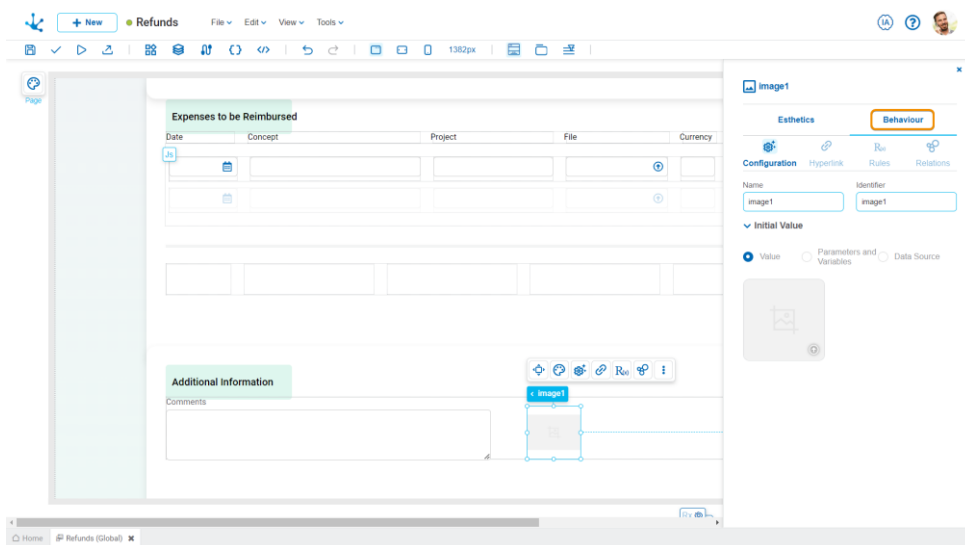 + New
Refunds
File
Edit
View
Tools
IA
?
1382px
Page
Expenses to be Reimbursed
Date
Concept
Project
File
Currency
Js
Additional Information
Comments
image1
image1
Esthetics
Behaviour
Configuration
Hyperlink
Rules
Relations
Name
Identifier
image1
image1
Initial Value
Value
Parameters and
Variables
Data Source
Home
Refunds (Global)